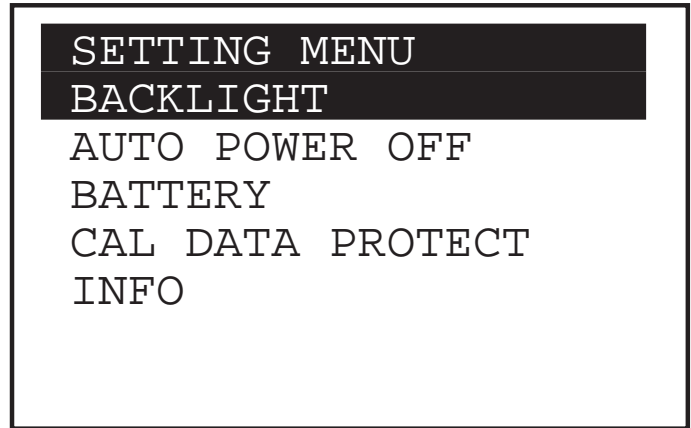 SETTING MENU
BACKLIGHT
AUTO POWER OFF
BATTERY
CAL DATA PROTECT
INFO